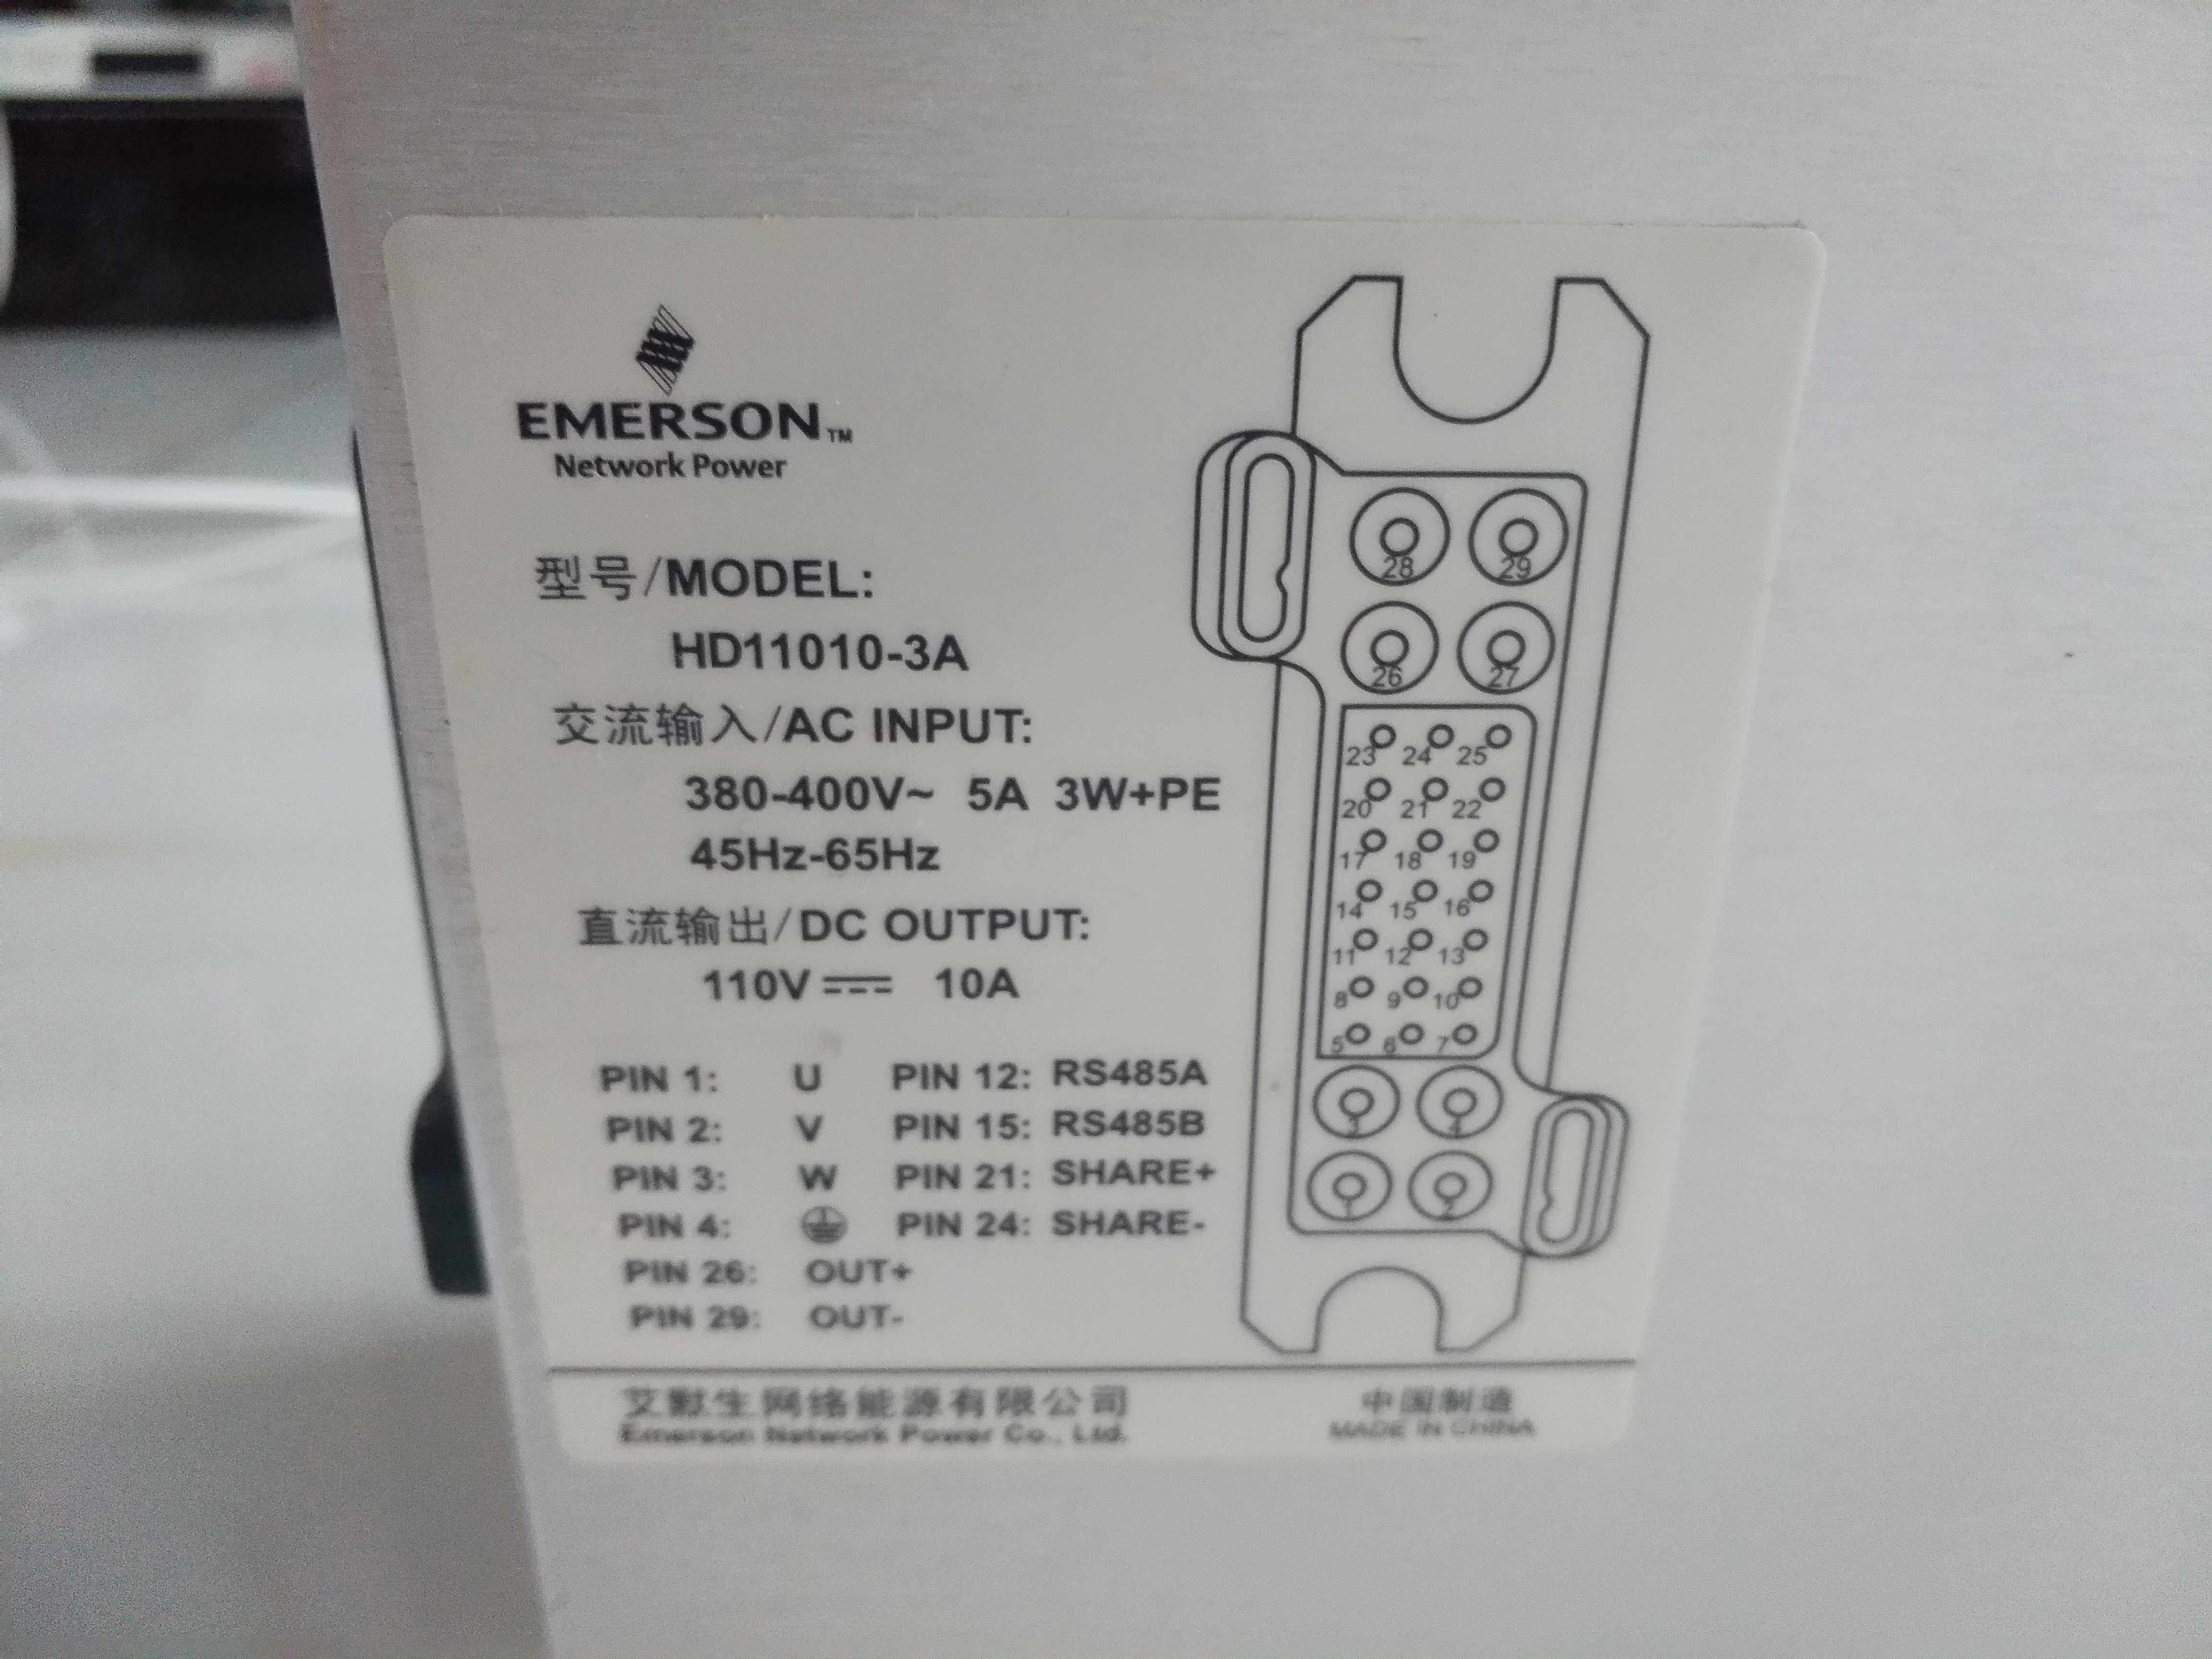 EMERSON™
Network Power
型号/MODEL:
HD11010-3A
交流输入/AC INPUT:
380-400V~ 5A 3W+PE
45Hz-65Hz
直流输出/DC OUTPUT:
110V⎓ 10A
PIN 1: U PIN 12: RS485A
PIN 2: V PIN 15: RS485B
PIN 3: W PIN 21: SHARE+
PIN 4: ⏚ PIN 24: SHARE-
PIN 26: OUT+
PIN 29: OUT-
28 29
26 27
23 24 25
20 21 22
17 18 19
14 15 16
11 12 13
8 9 10
5 6 7
3 4
1 2
艾默生网络能源有限公司
Emerson Network Power Co., Ltd.
中国制造
MADE IN CHINA